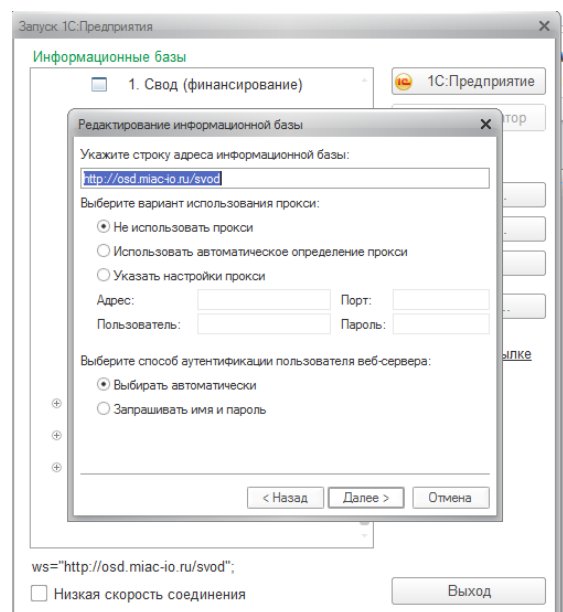 Запуск 1С:Предприятия
Информационные базы
1. Свод (финансирование)
1С:Предприятие
тор
Редактирование информационной базы
Укажите строку адреса информационной базы:
http://osd.miac-io.ru/svod
Выберите вариант использования прокси:
Не использовать прокси
Использовать автоматическое определение прокси
Указать настройки прокси
Адрес:
Порт:
Пользователь:
Пароль:
Выберите способ аутентификации пользователя веб-сервера:
Выбирать автоматически
Запрашивать имя и пароль
ылке
< Назад
Далее >
Отмена
ws="http://osd.miac-io.ru/svod";
Низкая скорость соединения
Выход